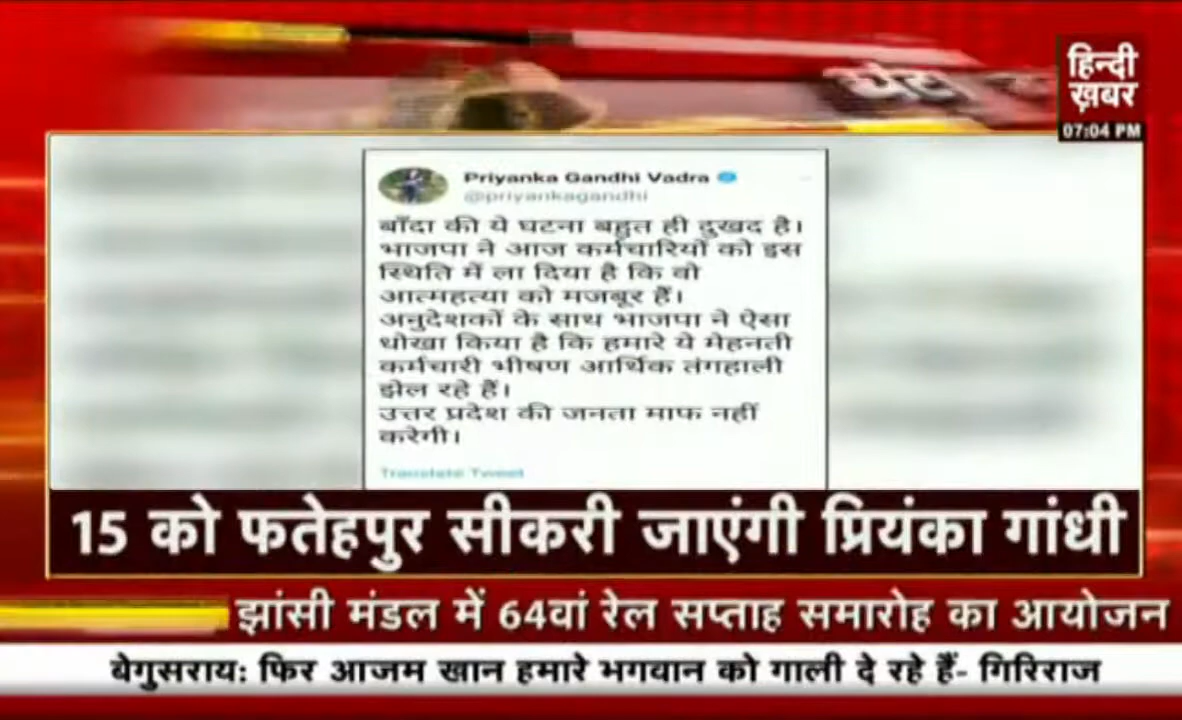 हिन्दी
ख़बर
07:04 PM
Priyanka Gandhi Vadra
@priyankagandhi
बाँदा की ये घटना बहुत ही दुखद है।
भाजपा ने आज कर्मचारियों को इस
स्थिति में ला दिया है कि वो
आत्महत्या को मजबूर हैं।
अनुदेशकों के साथ भाजपा ने ऐसा
धोखा किया है कि हमारे ये मेहनती
कर्मचारी भीषण आर्थिक तंगहाली
झेल रहे हैं।
उत्तर प्रदेश की जनता माफ नहीं
करेगी।
Translate Tweet
15 को फतेहपुर सीकरी जाएंगी प्रियंका गांधी
झांसी मंडल में 64वां रेल सप्ताह समारोह का आयोजन
बेगुसराय: फिर आजम खान हमारे भगवान को गाली दे रहे हैं- गिरिराज